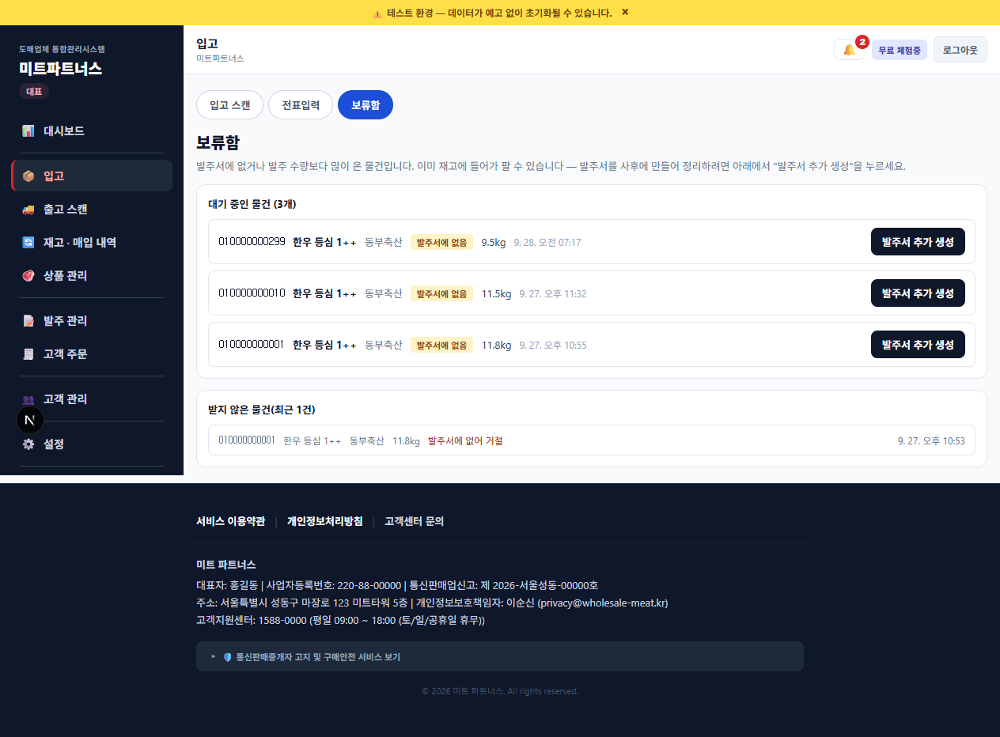 ⚠️ 테스트 환경 — 데이터가 예고 없이 초기화될 수 있습니다. ×
도매업체 통합관리시스템
미트파트너스
대표
대시보드
입고
출고 스캔
재고 · 매입 내역
상품 관리
발주 관리
고객 주문
고객 관리
N
설정
입고
미트파트너스
2
무료 체험중
로그아웃
입고 스캔
전표입력
보류함
보류함
발주서에 없거나 발주 수량보다 많이 온 물건입니다. 이미 재고에 들어가 팔 수 있습니다 — 발주서를 사후에 만들어 정리하려면 아래에서 "발주서 추가 생성"을 누르세요.
대기 중인 물건 (3개)
010000000299 한우 등심 1++ 동부축산 발주서에 없음 9.5kg 9. 28. 오전 07:17 발주서 추가 생성
010000000010 한우 등심 1++ 동부축산 발주서에 없음 11.5kg 9. 27. 오후 11:32 발주서 추가 생성
010000000001 한우 등심 1++ 동부축산 발주서에 없음 11.8kg 9. 27. 오후 10:55 발주서 추가 생성
받지 않은 물건(최근 1건)
010000000001 한우 등심 1++ 동부축산 11.8kg 발주서에 없어 거절 9. 27. 오후 10:53
서비스 이용약관 | 개인정보처리방침 | 고객센터 문의
미트 파트너스
대표자: 홍길동 | 사업자등록번호: 220-88-00000 | 통신판매업신고: 제 2026-서울성동-00000호
주소: 서울특별시 성동구 마장로 123 미트타워 5층 | 개인정보보호책임자: 이순신 (privacy@wholesale-meat.kr)
고객지원센터: 1588-0000 (평일 09:00 ~ 18:00 (토/일/공휴일 휴무))
▸ 통신판매중개자 고지 및 구매안전 서비스 보기
© 2026 미트 파트너스. All rights reserved.